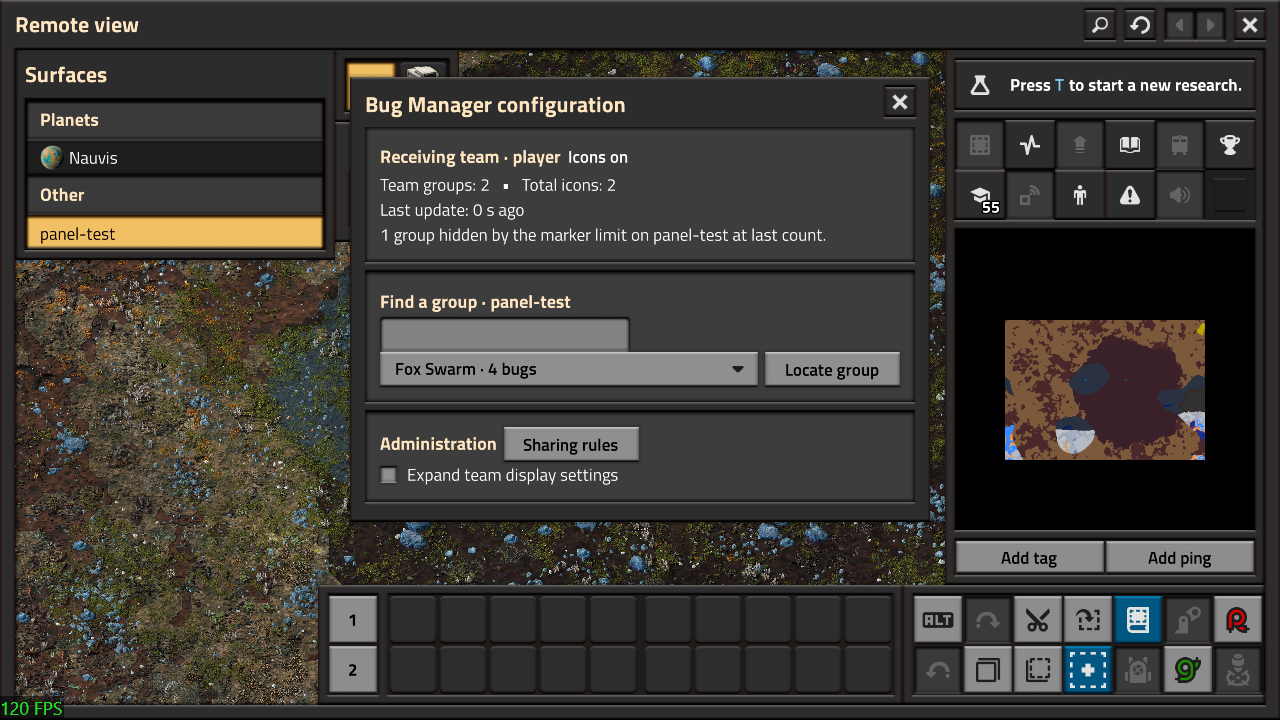 Remote view
Surfaces
Planets
Nauvis
Other
panel-test
Bug Manager configuration
Receiving team · player Icons on
Team groups: 2 ▪ Total icons: 2
Last update: 0 s ago
1 group hidden by the marker limit on panel-test at last count.
Find a group · panel-test
Fox Swarm · 4 bugs
Locate group
Administration
Sharing rules
Expand team display settings
Press T to start a new research.
55
Add tag
Add ping
1
2
ALT
120 FPS